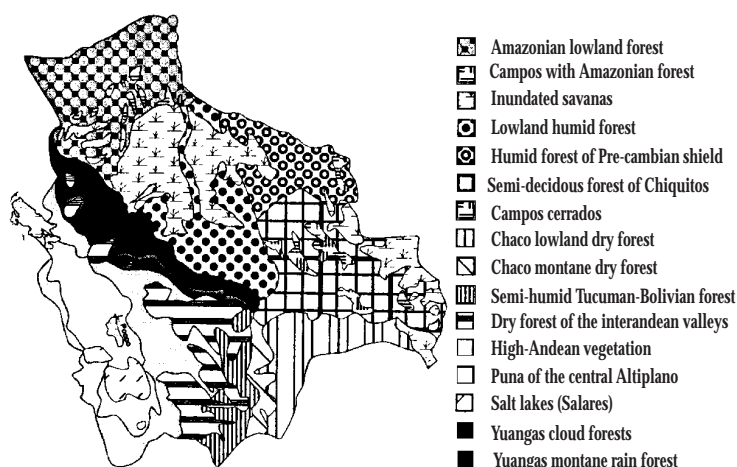 Amazonian lowland forest
Campos with Amazonian forest
Inundated savanas
Lowland humid forest
Humid forest of Pre-cambian shield
Semi-decidous forest of Chiquitos
Campos cerrados
Chaco lowland dry forest
Chaco montane dry forest
Semi-humid Tucuman-Bolivian forest
Dry forest of the interandean valleys
High-Andean vegetation
Puna of the central Altiplano
Salt lakes (Salares)
Yuangas cloud forests
Yuangas montane rain forest